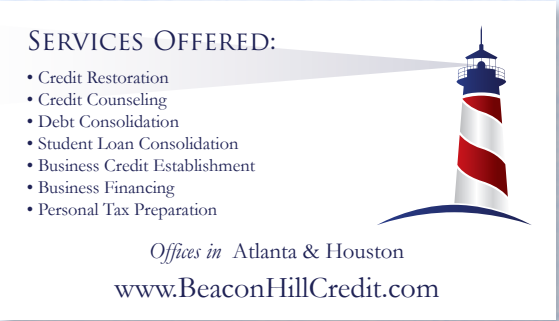 SERVICES OFFERED:
• Credit Restoration
• Credit Counseling
• Debt Consolidation
• Student Loan Consolidation
• Business Credit Establishment
• Business Financing
• Personal Tax Preparation
Offices in Atlanta & Houston
www.BeaconHillCredit.com